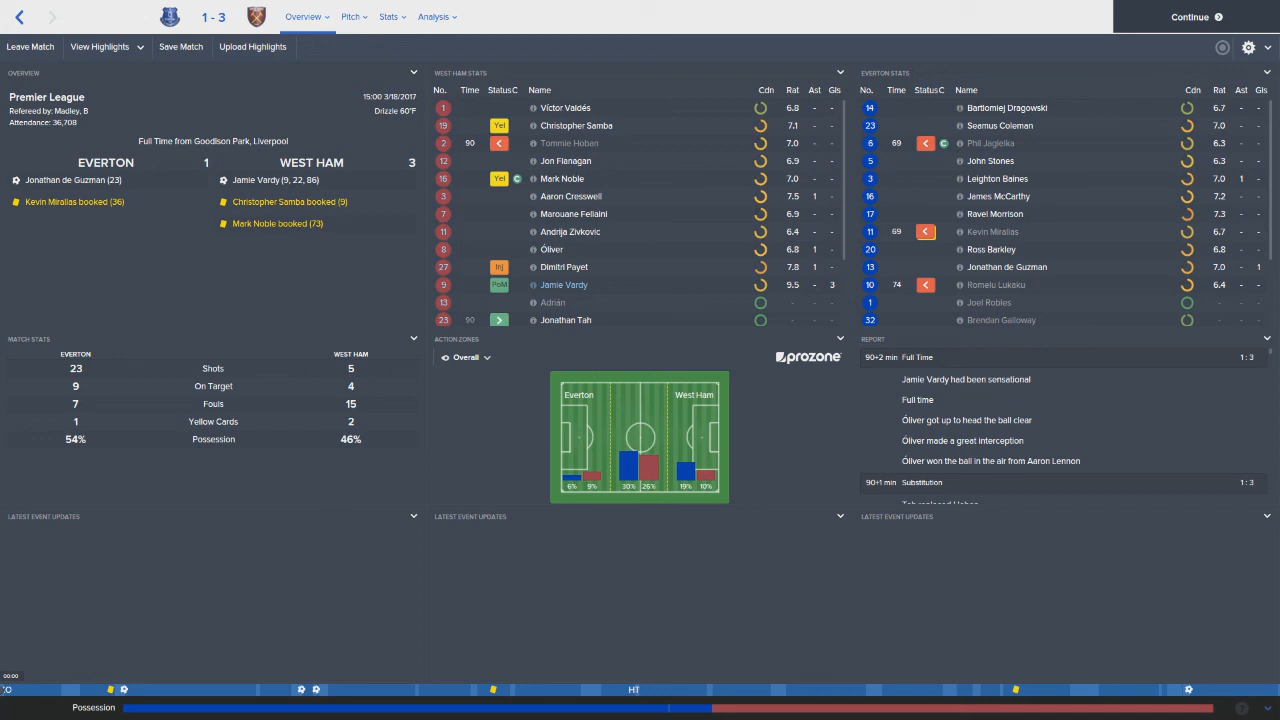 1 - 3
Overview Pitch Stats Analysis
Continue
Leave Match View Highlights Save Match Upload Highlights
OVERVIEW
Premier League 15:00 3/18/2017
Refereed by: Madley, B Drizzle 60°F
Attendance: 36,708
Full Time from Goodison Park, Liverpool
EVERTON 1 WEST HAM 3
Jonathan de Guzman (23) Jamie Vardy (9, 22, 86)
Kevin Mirallas booked (36) Christopher Samba booked (9)
Mark Noble booked (73)
WEST HAM STATS
No. Time Status C Name Cdn Rat Ast Gls
1 Víctor Valdés 6.8 - -
19 Yel Christopher Samba 7.1 - -
2 90 Tommie Hoban 7.0 - -
12 Jon Flanagan 6.9 - -
16 Yel C Mark Noble 7.0 - -
3 Aaron Cresswell 7.5 1 -
7 Marouane Fellaini 6.9 - -
11 Andrija Zivkovic 6.4 - -
8 Óliver 6.8 1 -
27 Inj Dimitri Payet 7.8 1 -
9 PoM Jamie Vardy 9.5 - 3
13 Adrián - - -
23 90 Jonathan Tah - - -
EVERTON STATS
No. Time Status C Name Cdn Rat Ast Gls
14 Bartlomiej Dragowski 6.7 - -
23 Seamus Coleman 7.0 - -
6 69 C Phil Jagielka 6.3 - -
5 John Stones 6.3 - -
3 Leighton Baines 7.0 1 -
16 James McCarthy 7.2 - -
17 Ravel Morrison 7.3 - -
11 69 Kevin Mirallas 6.7 - -
20 Ross Barkley 6.8 - -
13 Jonathan de Guzman 7.0 - 1
10 74 Romelu Lukaku 6.4 - -
1 Joel Robles - - -
32 Brendan Galloway - - -
MATCH STATS
EVERTON WEST HAM
23 Shots 5
9 On Target 4
7 Fouls 15
1 Yellow Cards 2
54% Possession 46%
ACTION ZONES
Overall prozone
Everton West Ham
6% 9% 30% 26% 19% 10%
REPORT
90+2 min Full Time 1 : 3
Jamie Vardy had been sensational
Full time
Óliver got up to head the ball clear
Óliver made a great interception
Óliver won the ball in the air from Aaron Lennon
90+1 min Substitution 1 : 3
LATEST EVENT UPDATES LATEST EVENT UPDATES LATEST EVENT UPDATES
00:00
HT
Possession